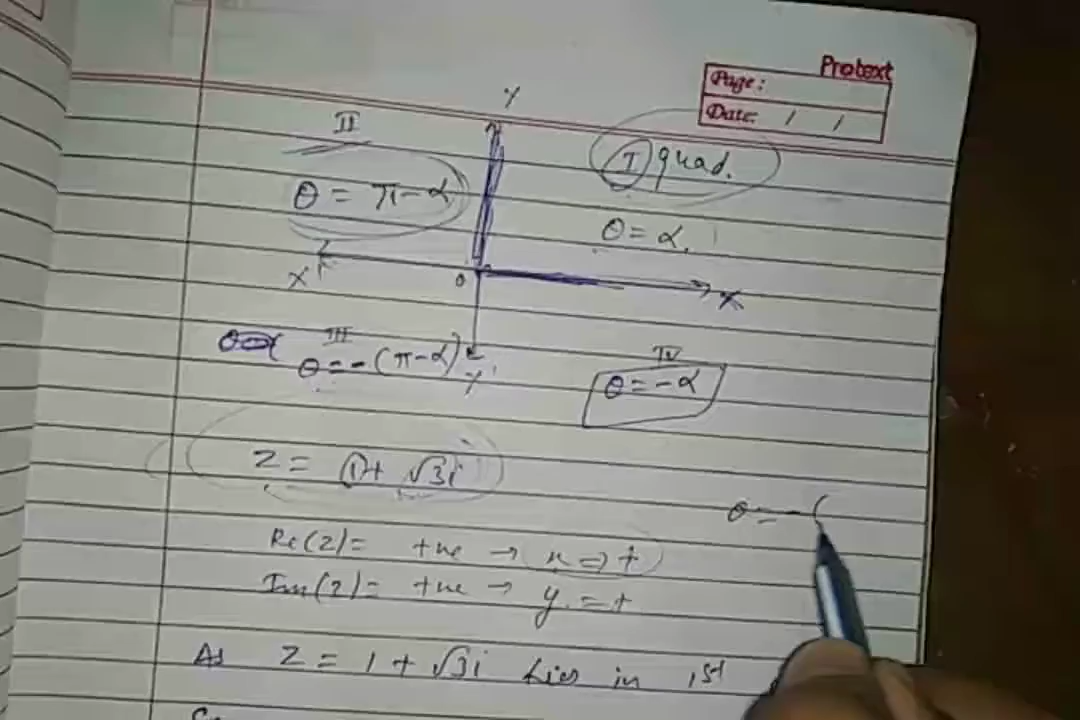 Protext
Page:
Date: / /
Y
II
I quad.
θ = π - α
θ = α.
X'
O
X
III
θ = - (π - α)
Y'
IV
θ = - α
Z = 1 + √3i
θ = - (
Re(z) = +ve → x => +
Im(z) = +ve → y = +
As Z = 1 + √3i Lies in 1st